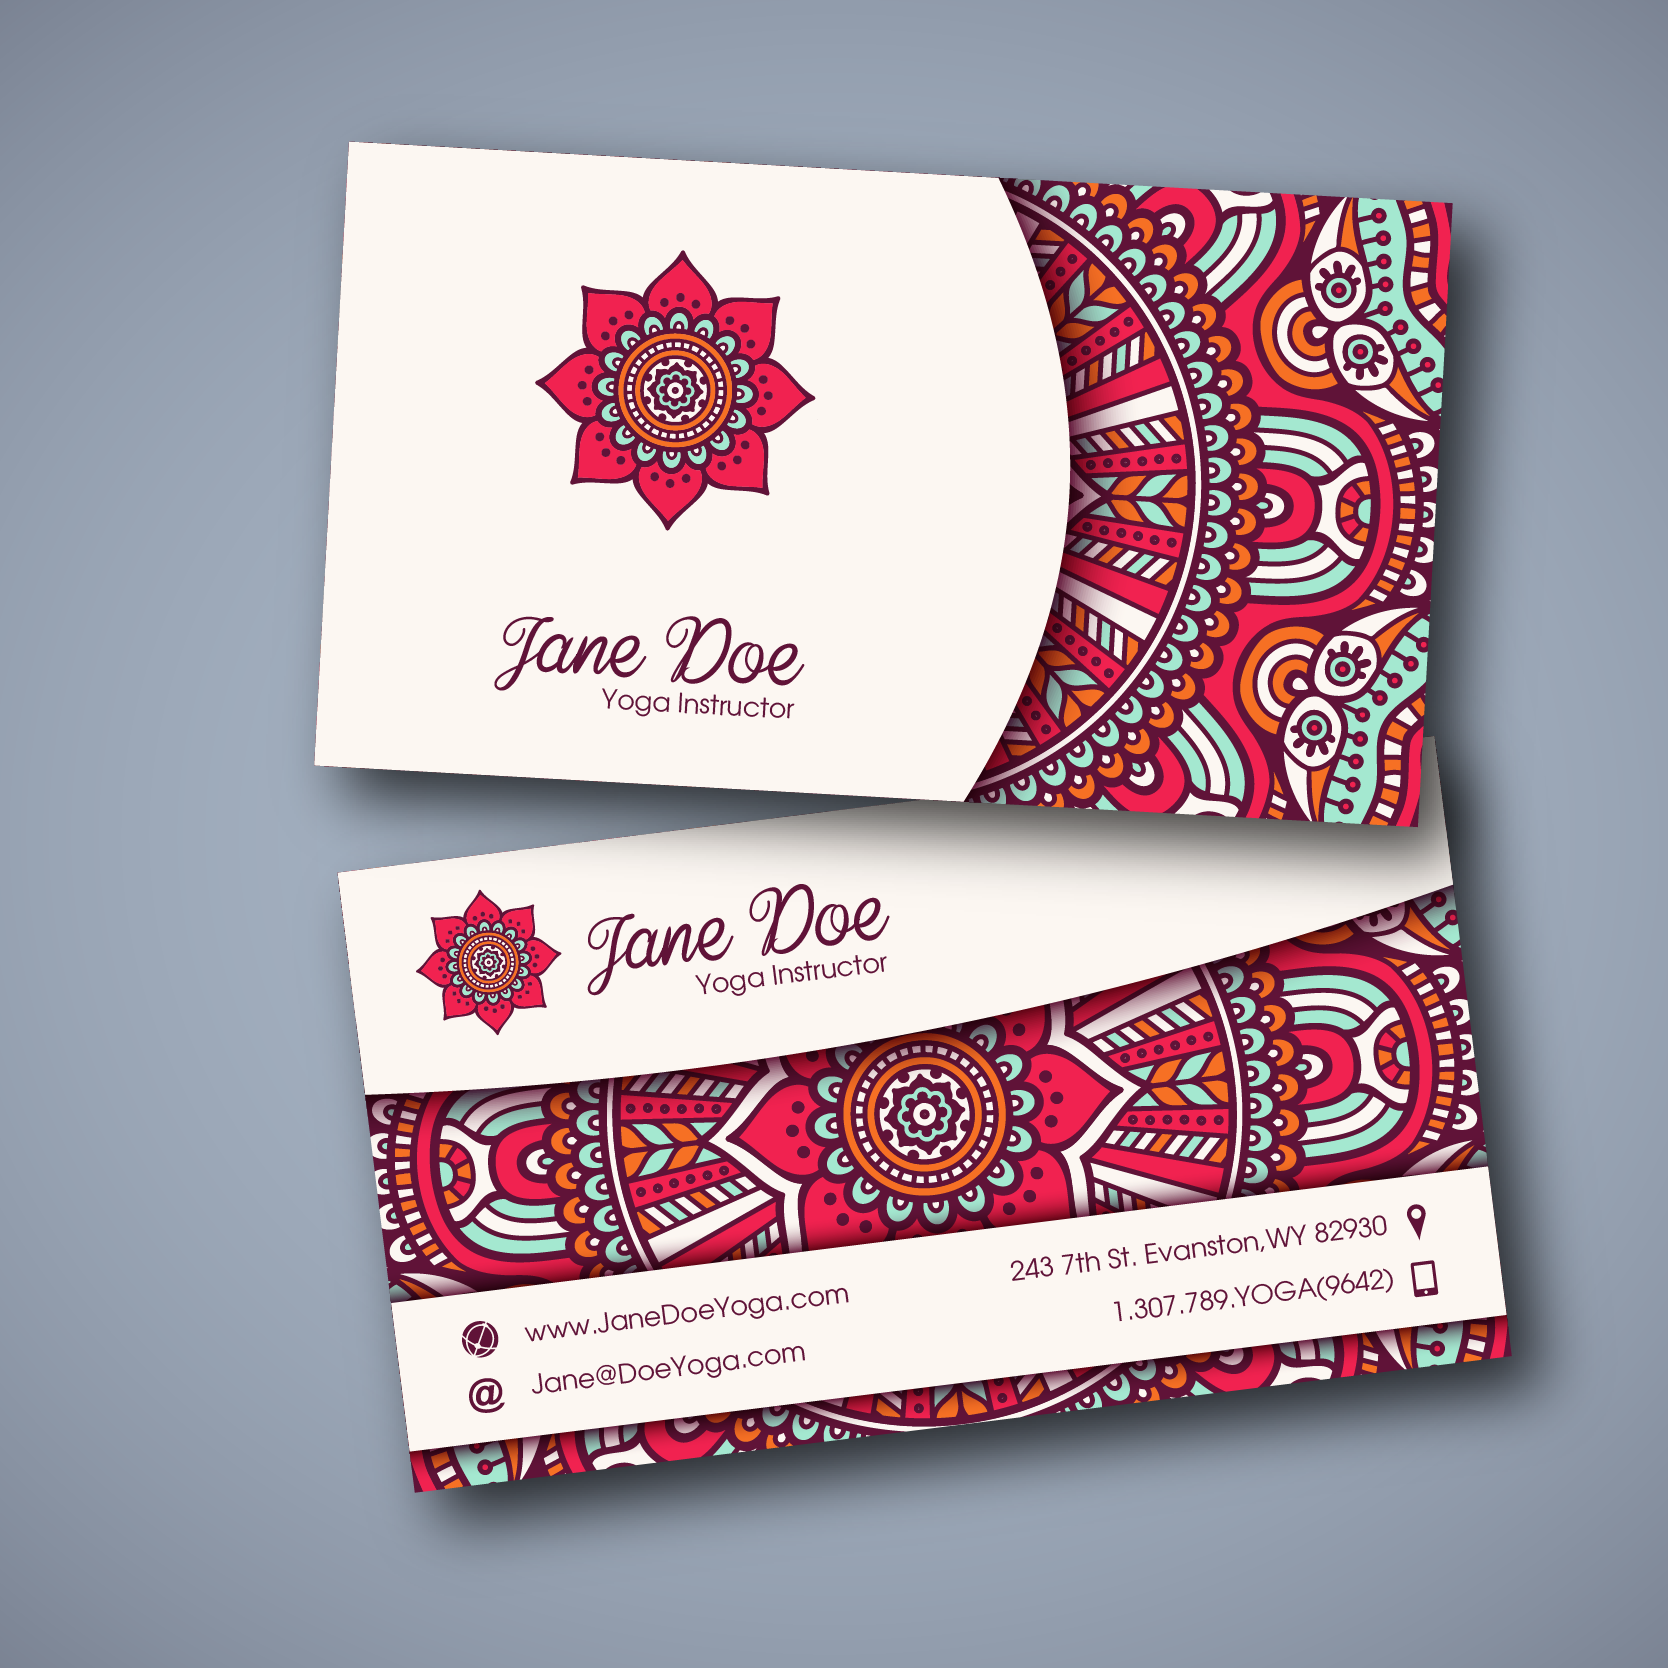 Jane Doe
Yoga Instructor
Jane Doe
Yoga Instructor
243 7th St. Evanston,WY 82930
1.307.789.YOGA(9642)
www.JaneDoeYoga.com
@ Jane@DoeYoga.com